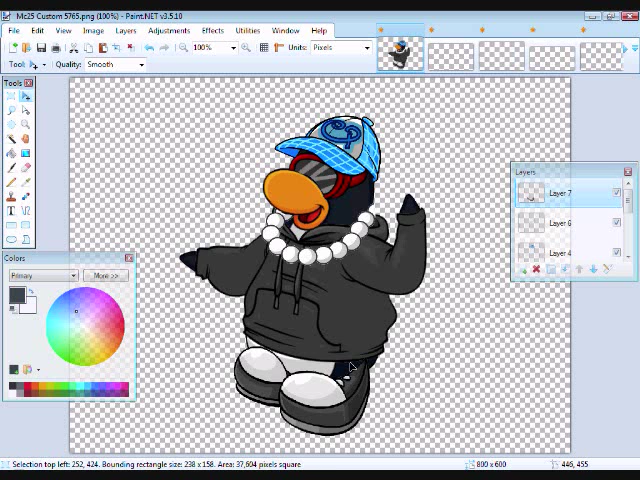 Mc25 Custom 5765.png (100%) - Paint.NET v3.5.10
File Edit View Image Layers Adjustments Effects Utilities Window Help
100% Units: Pixels
Tool: Quality: Smooth
Tools
Layers
Layer 7
Layer 6
Layer 4
Colors
Primary More >>
CP
Selection top left: 252, 424. Bounding rectangle size: 238 x 158. Area: 37,604 pixels square 800 x 600 446, 455